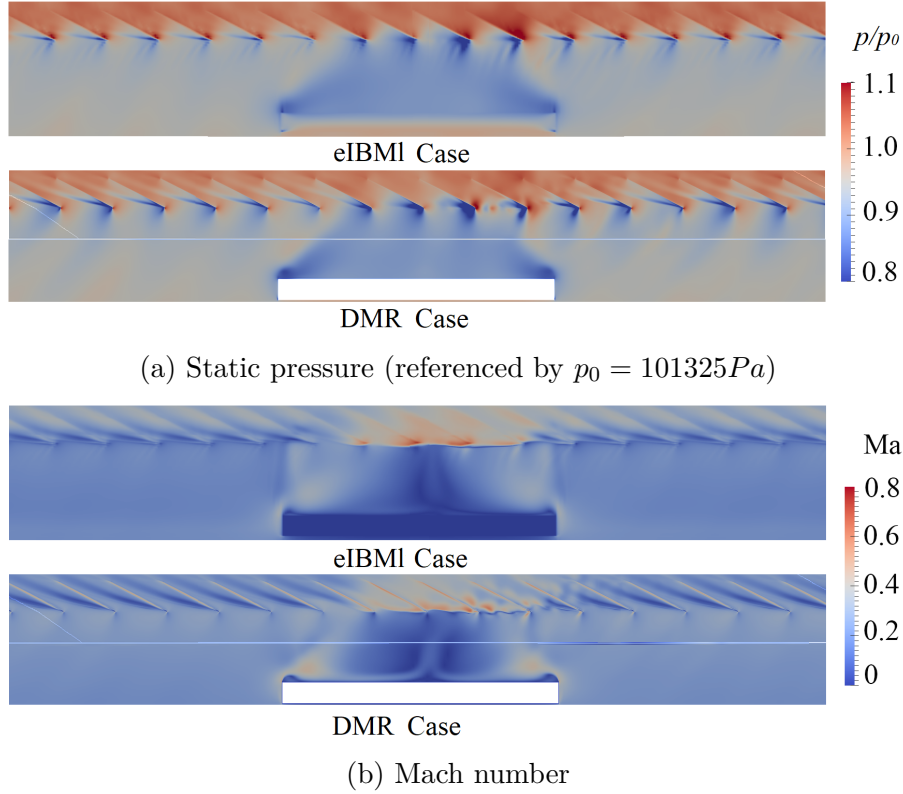 p/p₀
1.1
1.0
0.9
0.8
eIBMl Case
DMR Case
(a) Static pressure (referenced by p₀ = 101325Pa)
Ma
0.8
0.6
0.4
0.2
0
eIBMl Case
DMR Case
(b) Mach number